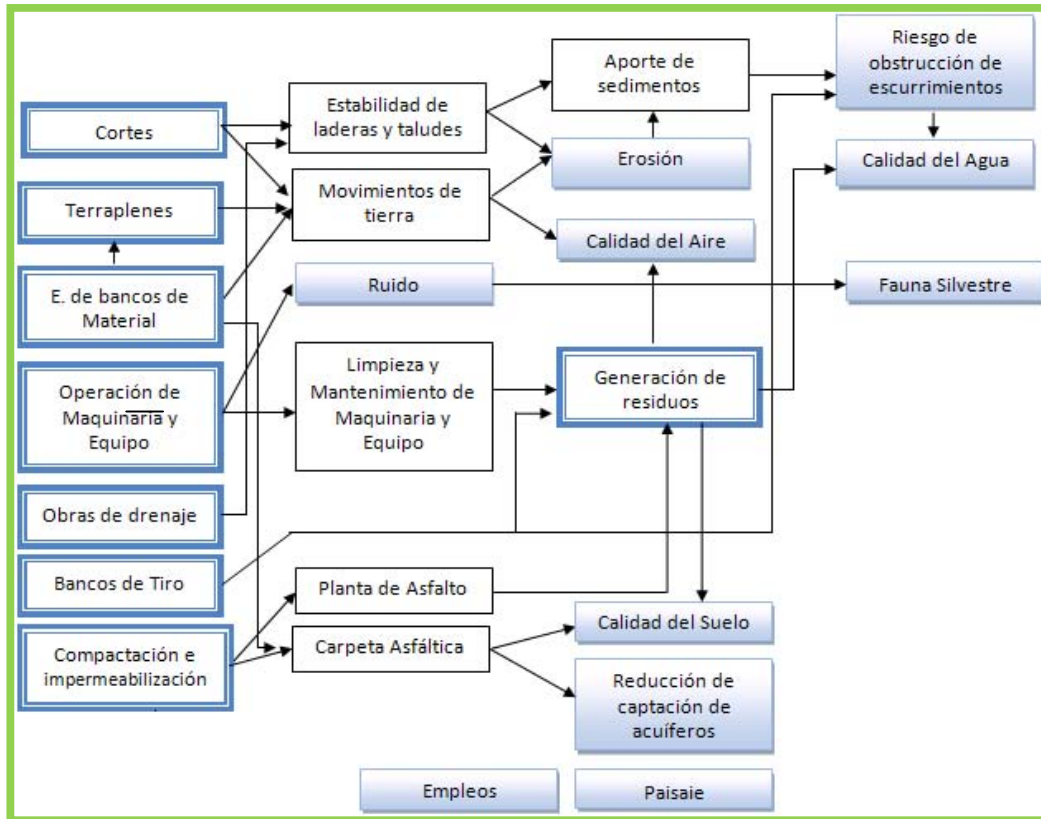 Cortes
Terraplenes
E. de bancos de
Material
Operación de
Maquinaria y
Equipo
Obras de drenaje
Bancos de Tiro
Compactación e
impermeabilización
Estabilidad de
laderas y taludes
Movimientos de
tierra
Ruido
Limpieza y
Mantenimiento de
Maquinaria y
Equipo
Planta de Asfalto
Carpeta Asfáltica
Aporte de
sedimentos
Erosión
Calidad del Aire
Generación de
residuos
Calidad del Suelo
Reducción de
captación de
acuíferos
Riesgo de
obstrucción de
escurrimientos
Calidad del Agua
Fauna Silvestre
Empleos
Paisaie